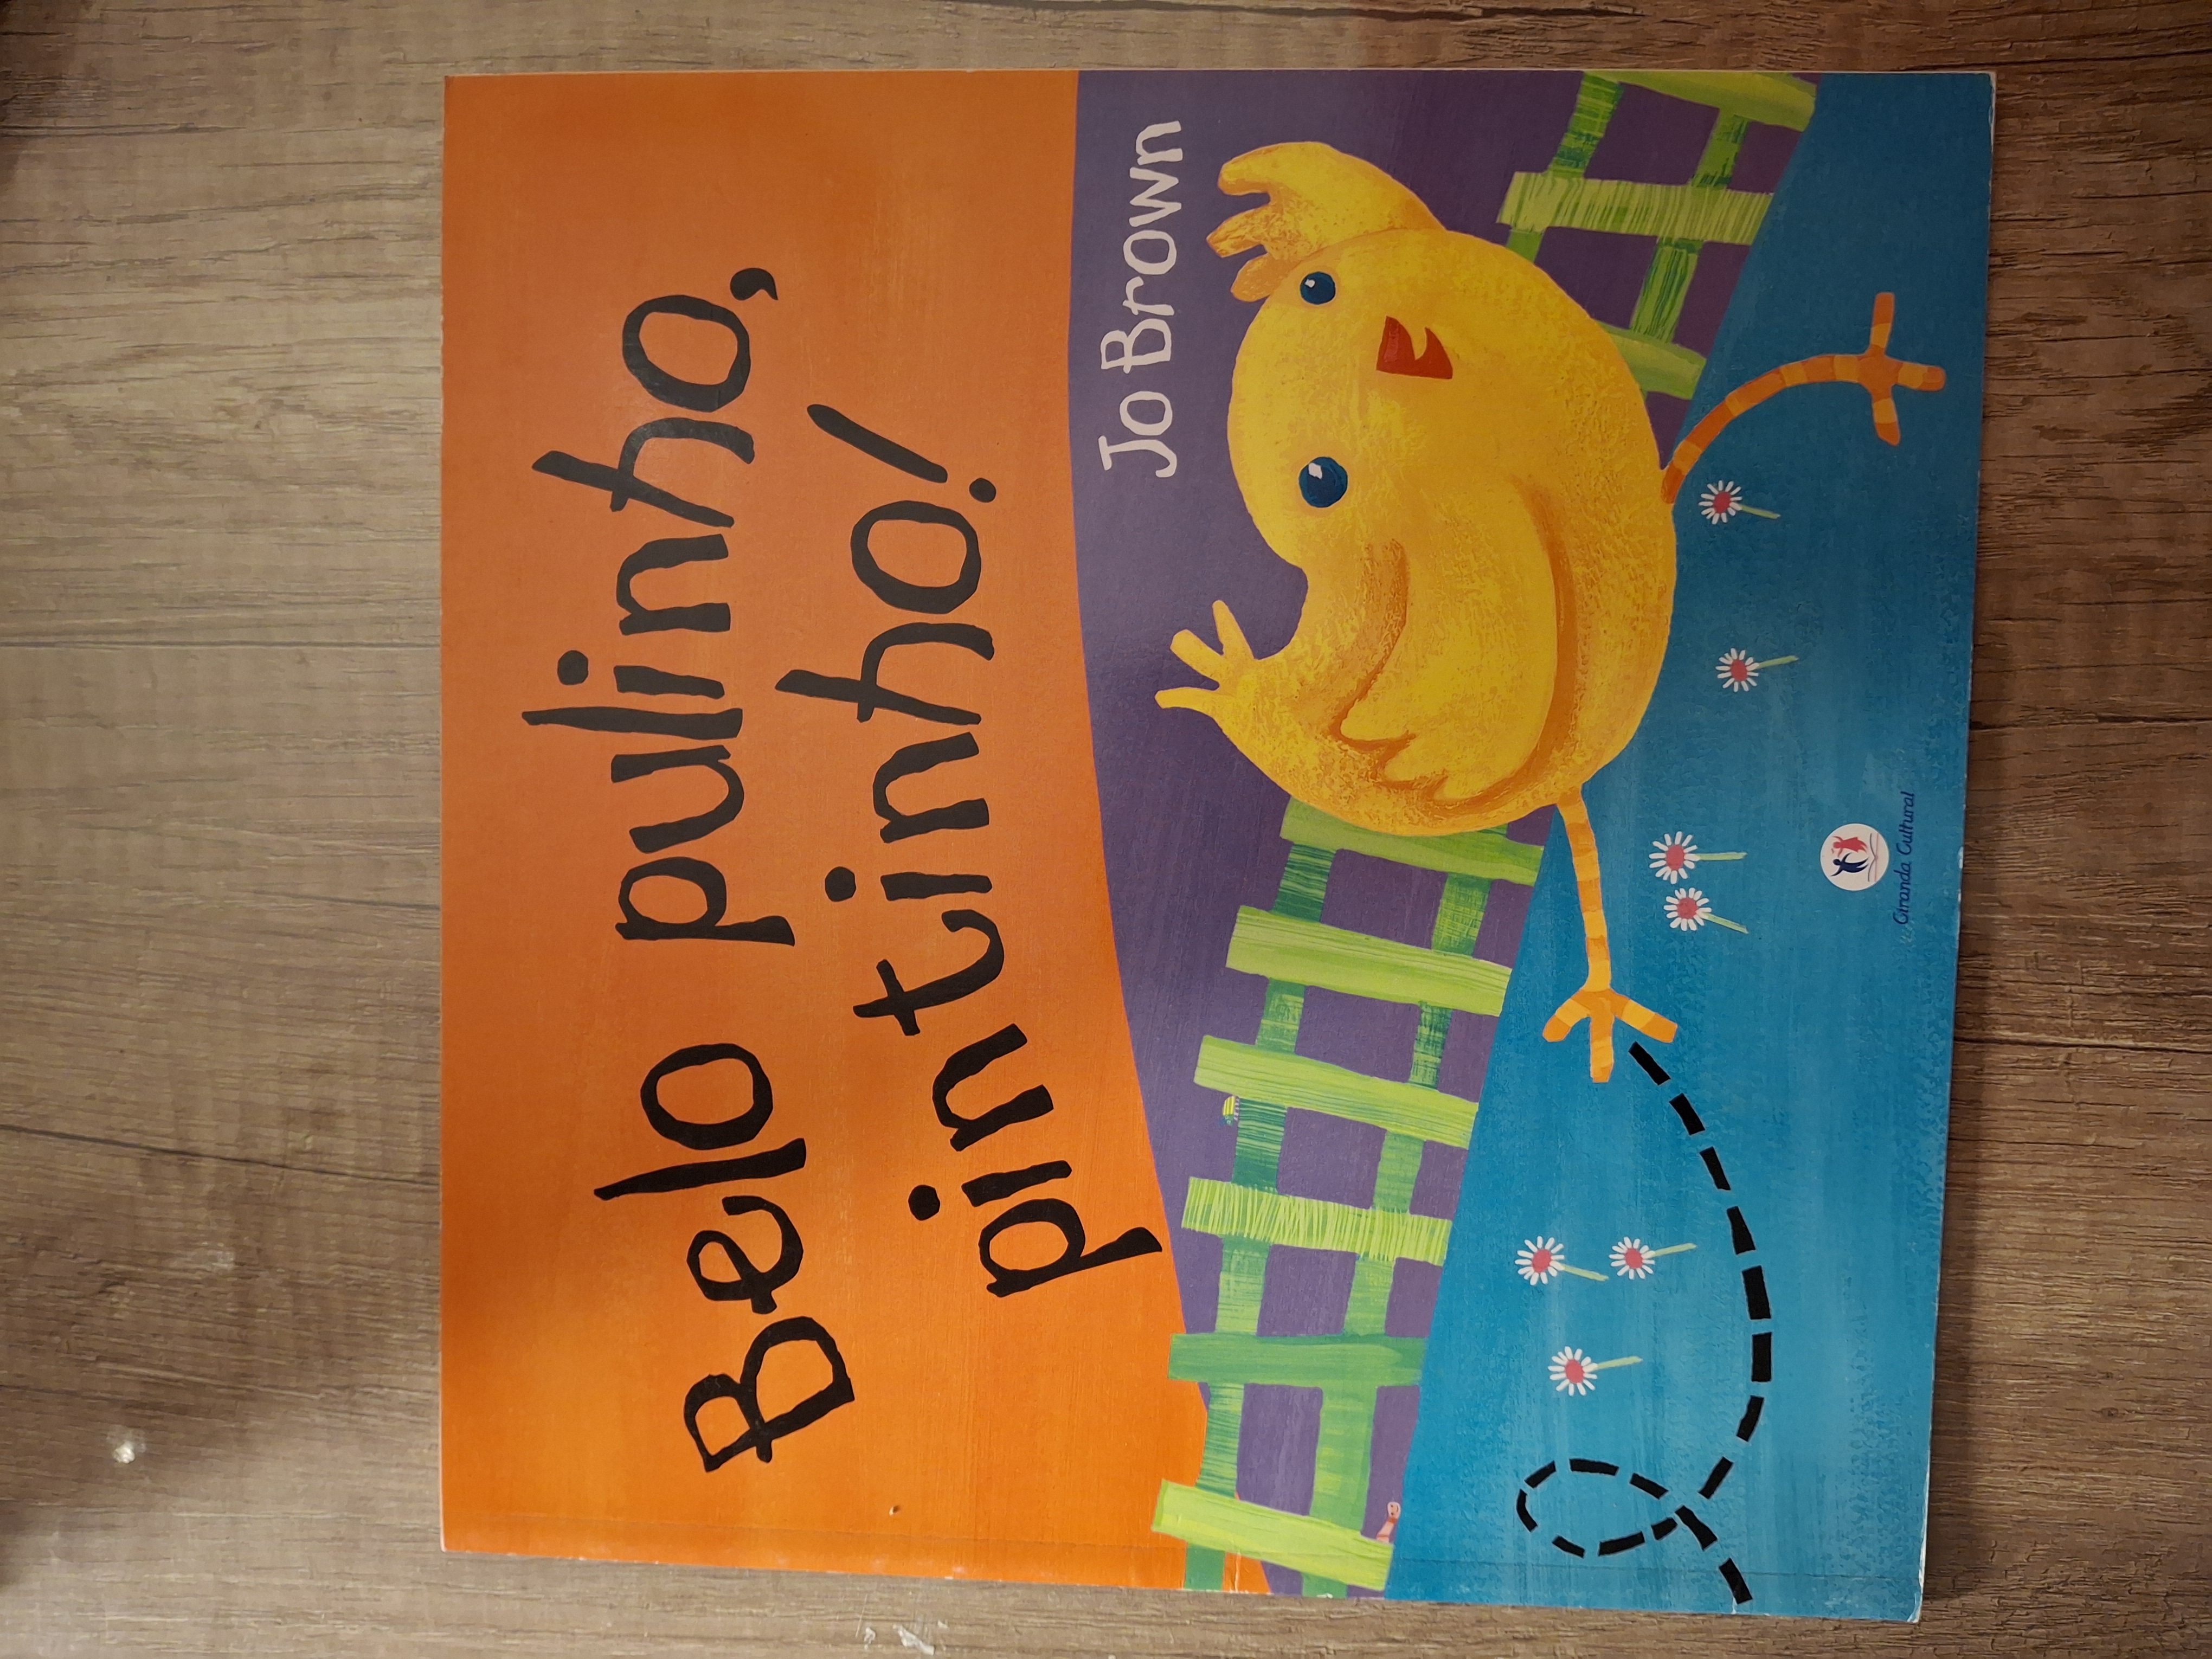 Belo pulinho,
pintinho!
Jo Brown
Ciranda Cultural